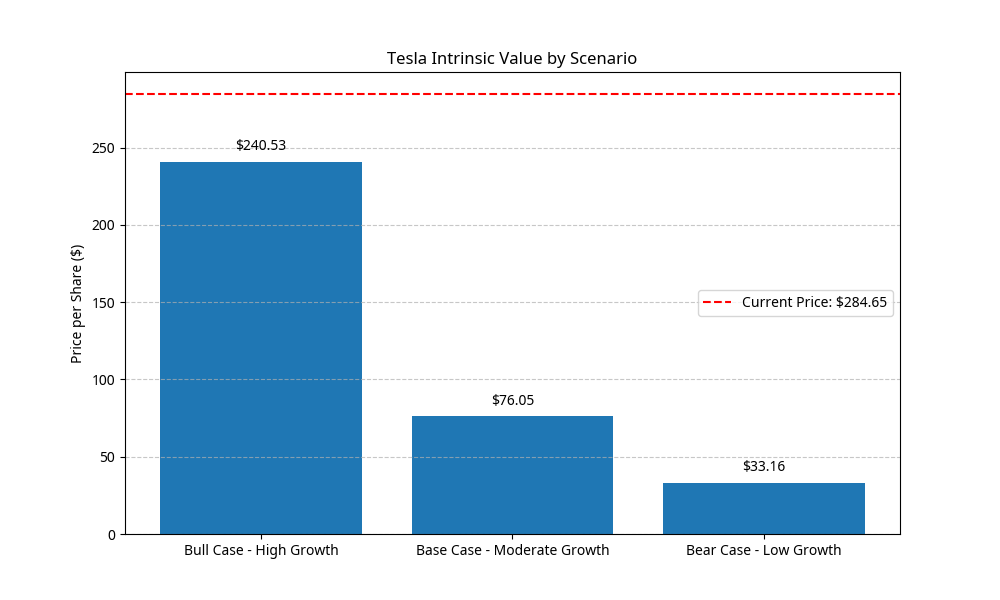 Tesla Intrinsic Value by Scenario
Price per Share ($)
250
200
150
100
50
0
$240.53
$76.05
$33.16
Current Price: $284.65
Bull Case - High Growth
Base Case - Moderate Growth
Bear Case - Low Growth